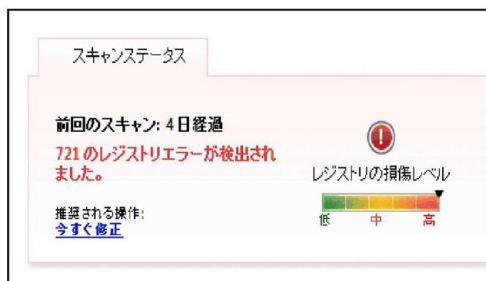 スキャンステータス
前回のスキャン: 4日経過
721のレジストリエラーが検出され
ました。
レジストリの損傷レベル
低 中 高
推奨される操作:
今すぐ修正